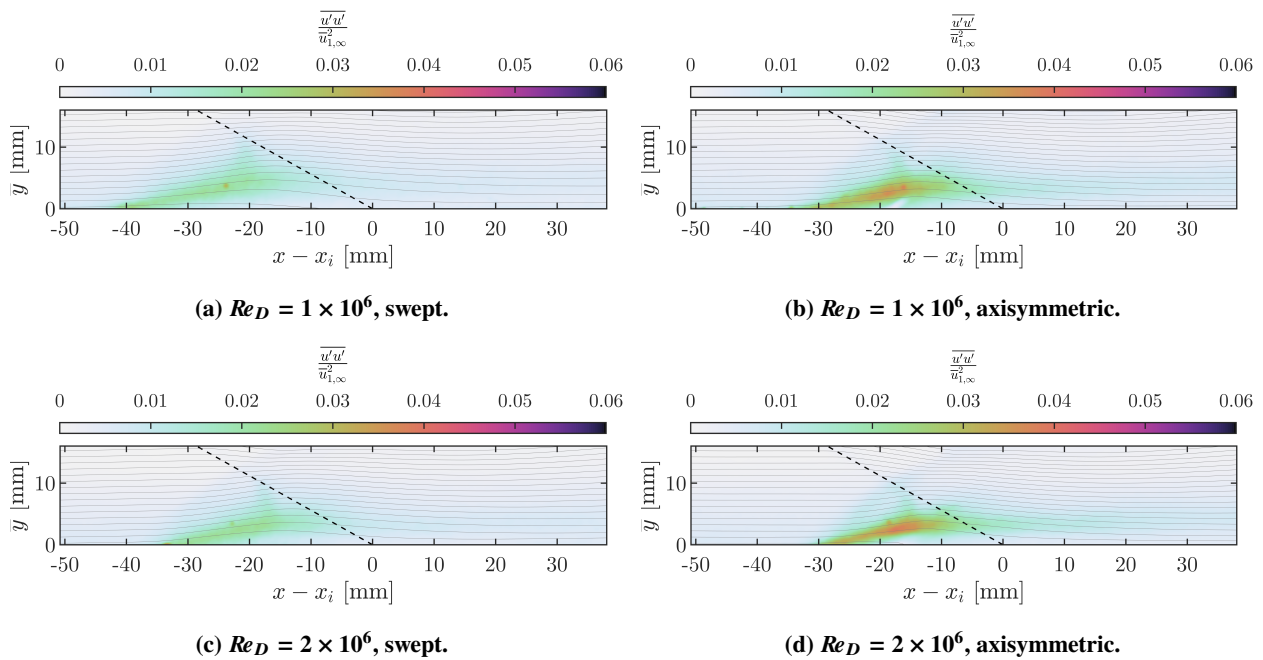 u′u′ / ū²₁,∞
0 0.01 0.02 0.03 0.04 0.05 0.06
ȳ [mm]
10
0
-50 -40 -30 -20 -10 0 10 20 30
x − xᵢ [mm]
(a) Re_D = 1 × 10⁶, swept.
u′u′ / ū²₁,∞
0 0.01 0.02 0.03 0.04 0.05 0.06
ȳ [mm]
10
0
-50 -40 -30 -20 -10 0 10 20 30
x − xᵢ [mm]
(b) Re_D = 1 × 10⁶, axisymmetric.
u′u′ / ū²₁,∞
0 0.01 0.02 0.03 0.04 0.05 0.06
ȳ [mm]
10
0
-50 -40 -30 -20 -10 0 10 20 30
x − xᵢ [mm]
(c) Re_D = 2 × 10⁶, swept.
u′u′ / ū²₁,∞
0 0.01 0.02 0.03 0.04 0.05 0.06
ȳ [mm]
10
0
-50 -40 -30 -20 -10 0 10 20 30
x − xᵢ [mm]
(d) Re_D = 2 × 10⁶, axisymmetric.